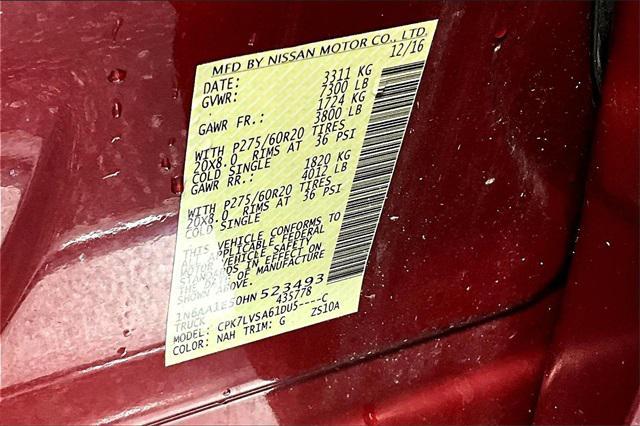 MFD BY NISSAN MOTOR CO., LTD.
DATE: 12/16
GVWR: 3311 KG
7300 LB
GAWR FR.: 1724 KG
3800 LB
WITH P275/60R20 TIRES
20X8.0 RIMS AT 36 PSI
COLD SINGLE
GAWR RR.: 1820 KG
4012 LB
WITH P275/60R20 TIRES
20X8.0 RIMS AT 36 PSI
COLD SINGLE
THIS VEHICLE CONFORMS TO
ALL APPLICABLE FEDERAL
MOTOR VEHICLE SAFETY
STANDARDS IN EFFECT ON
THE DATE OF MANUFACTURE
SHOWN ABOVE.
523493
TRUCK 435778
MODEL: CPK7LVSA61DU5----C
COLOR: NAH TRIM: G ZS10A